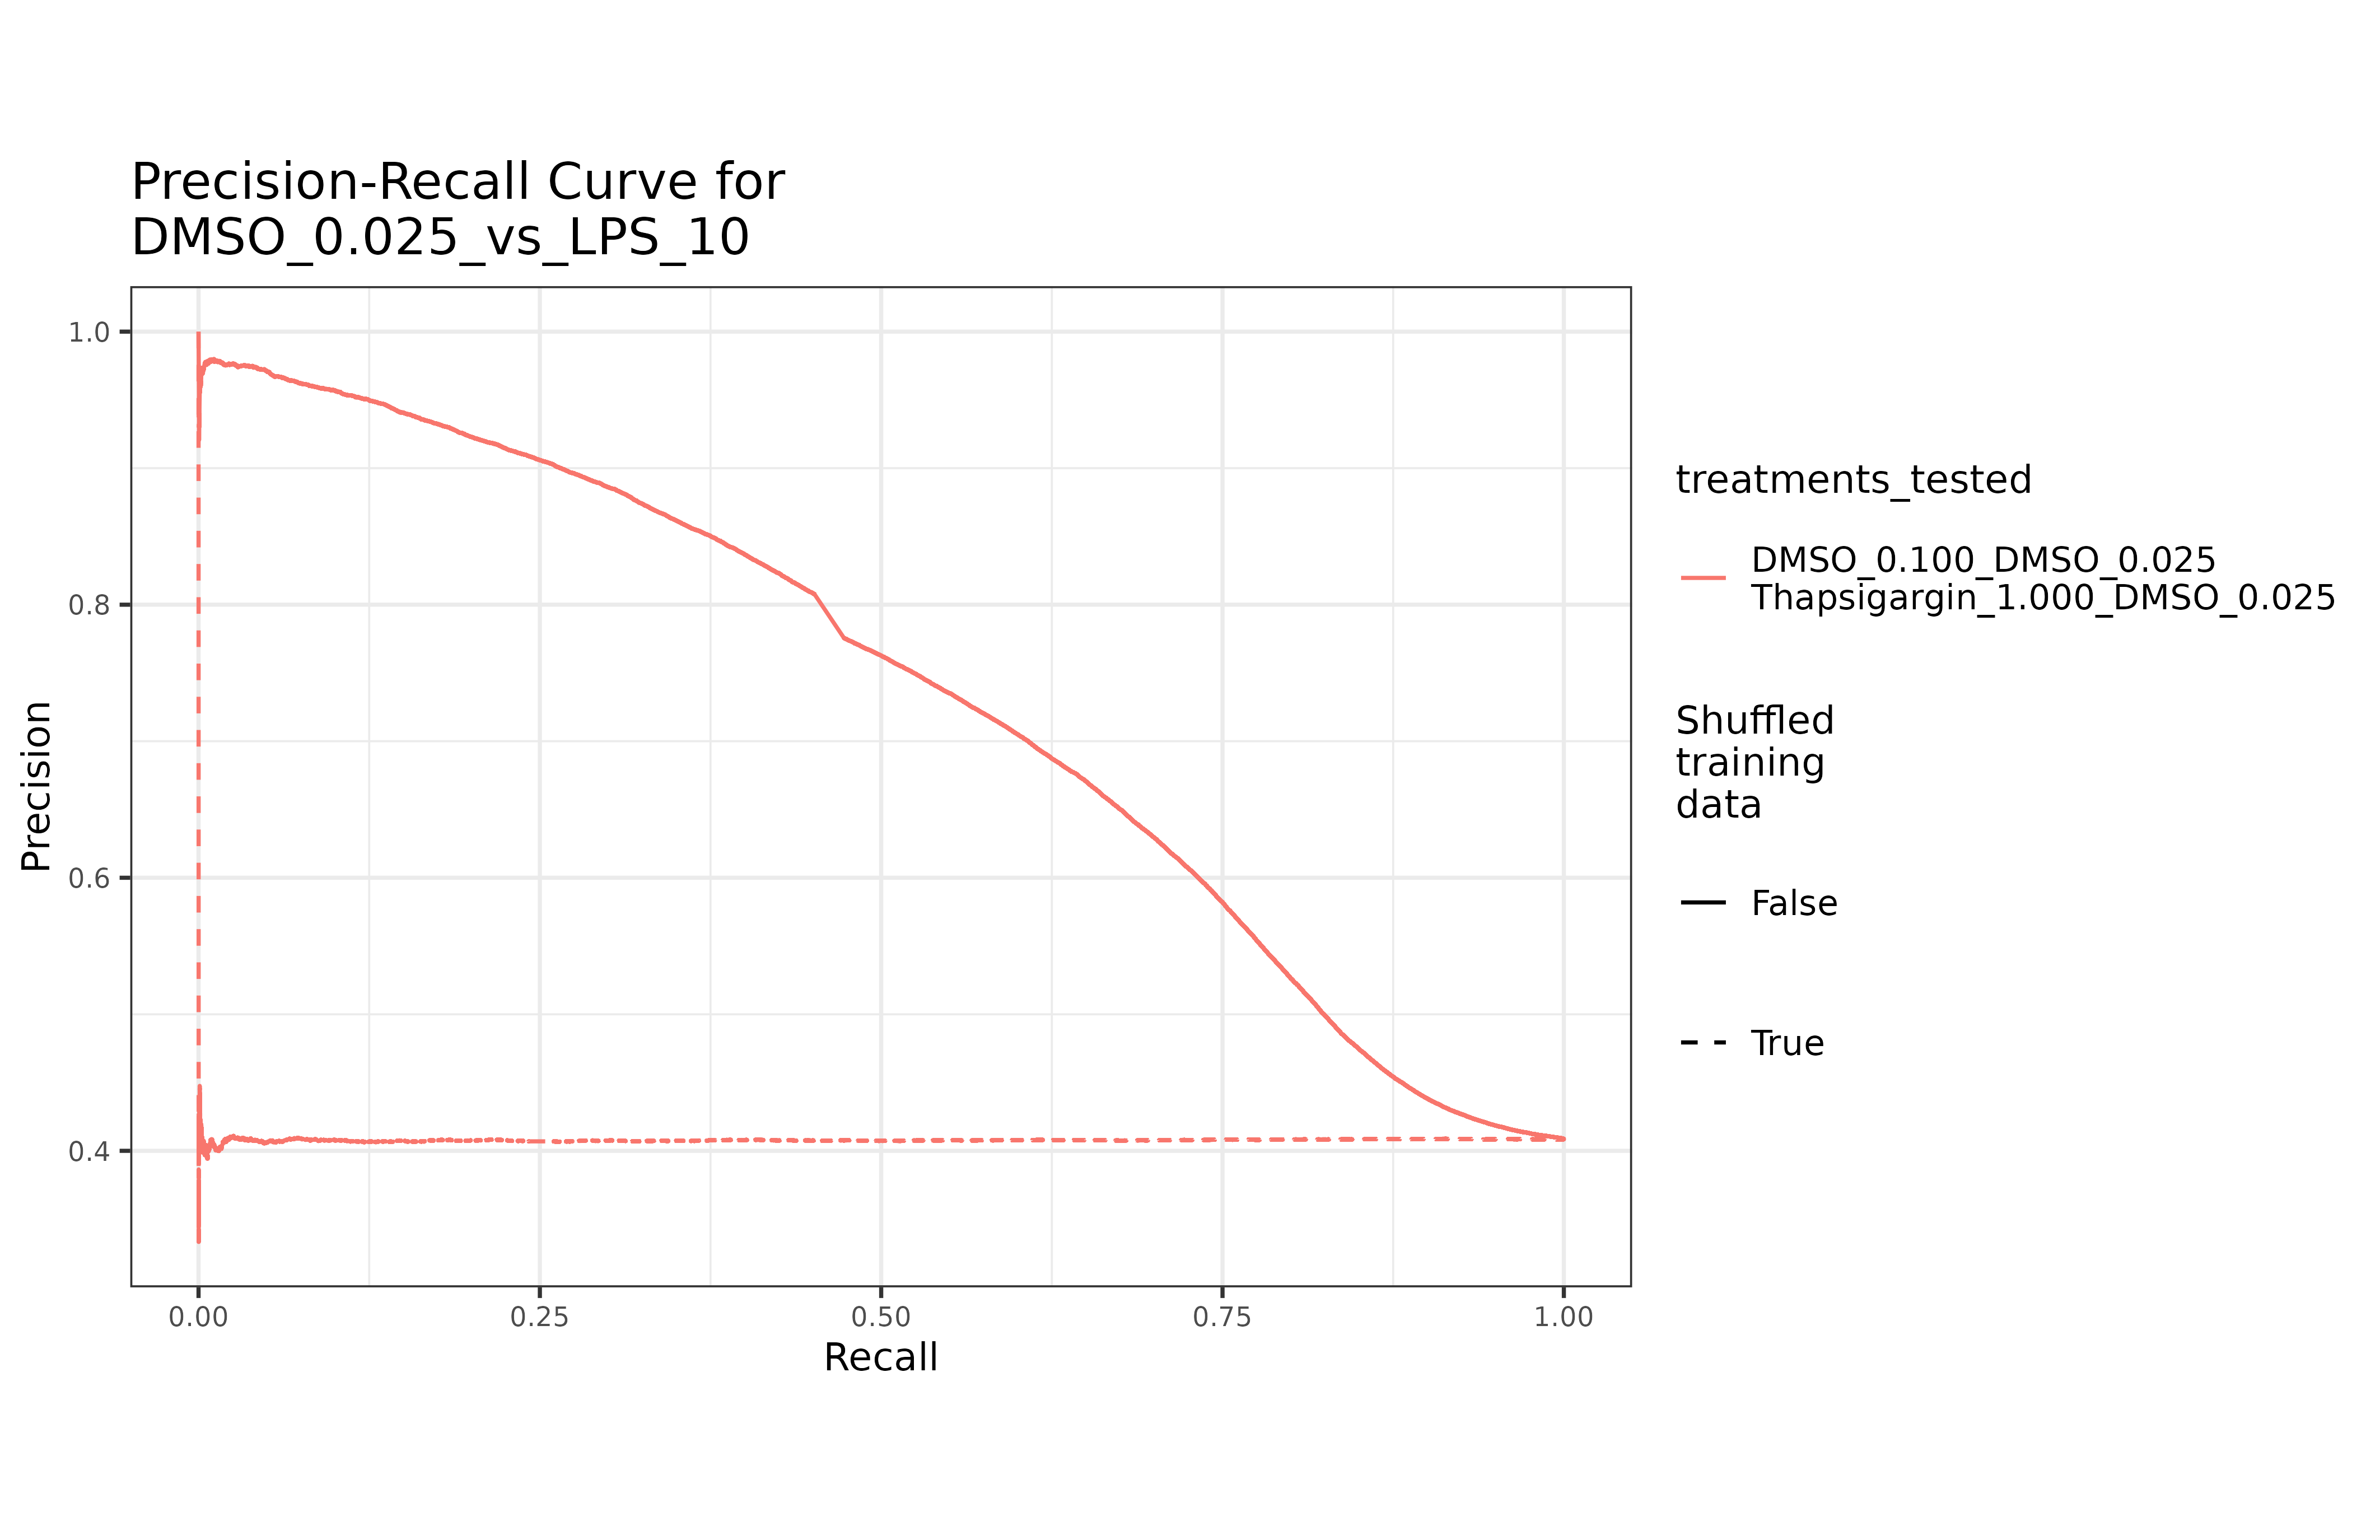 Precision-Recall Curve for
DMSO_0.025_vs_LPS_10
1.0
0.8
0.6
0.4
Precision
0.00
0.25
0.50
0.75
1.00
Recall
treatments_tested
DMSO_0.100_DMSO_0.025
Thapsigargin_1.000_DMSO_0.025
Shuffled
training
data
False
True